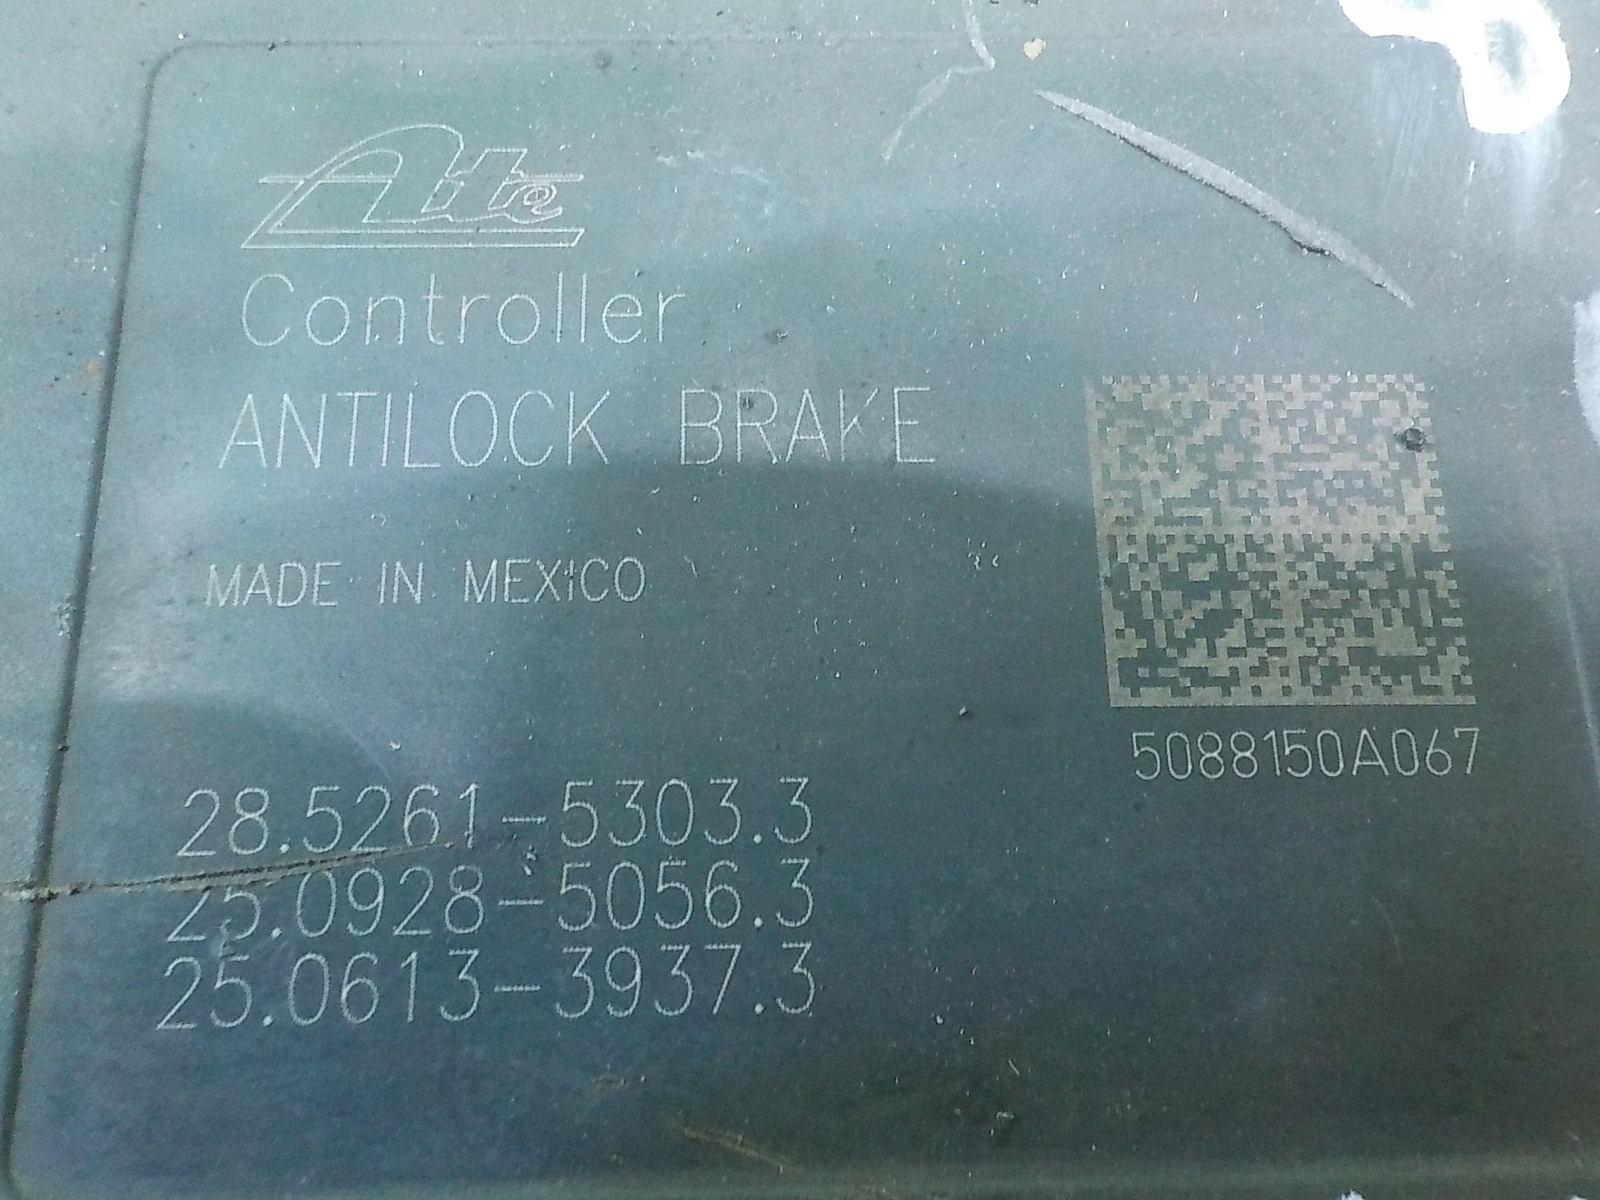 Ate
Controller
ANTILOCK BRAKE
MADE IN MEXICO
5088150A067
28.5261-5303.3
25.0928-5056.3
25.0613-3937.3